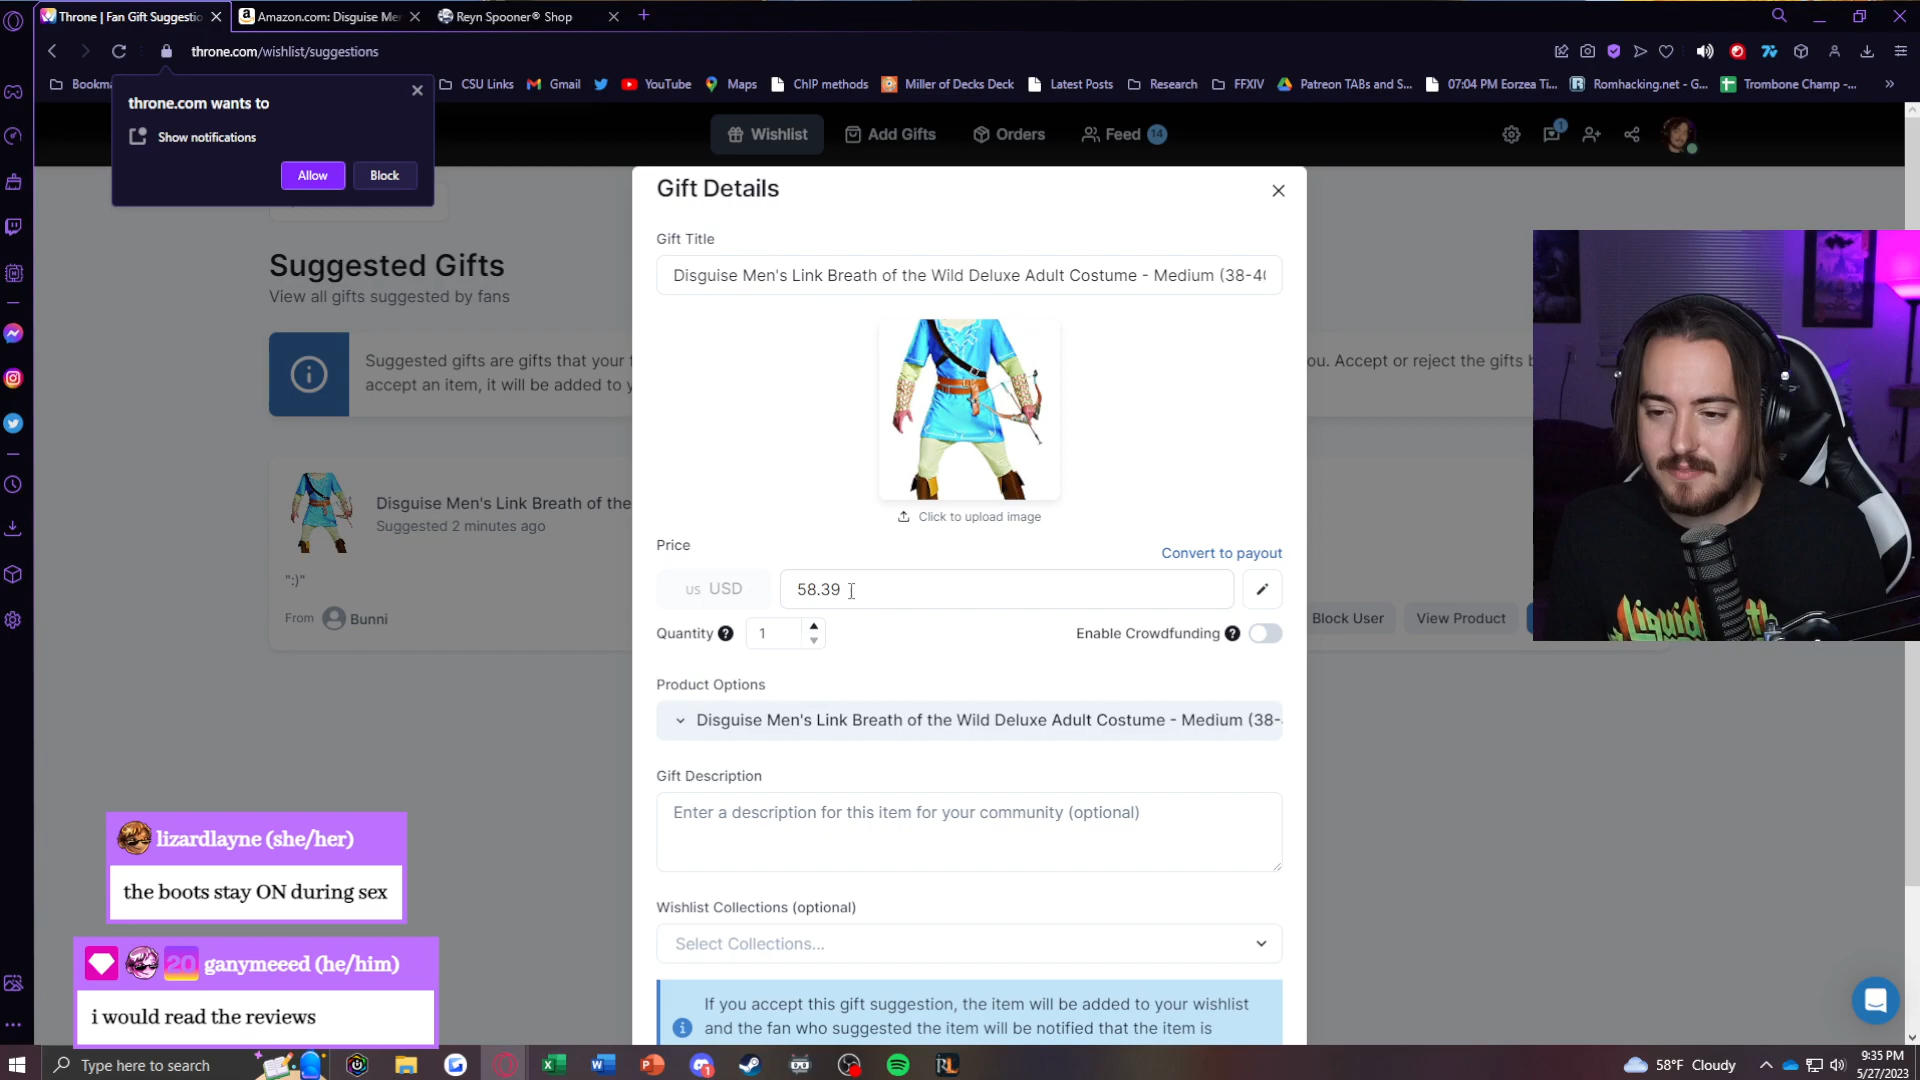 Throne | Fan Gift Suggestio
Amazon.com: Disguise Mer
Reyn Spooner® Shop
throne.com/wishlist/suggestions
Bookma
CSU Links
Gmail
YouTube
Maps
ChIP methods
Miller of Decks Deck
Latest Posts
Research
FFXIV
Patreon TABs and S...
07:04 PM Eorzea Ti...
Romhacking.net - G...
Trombone Champ -...
throne.com wants to
Show notifications
Allow
Block
Wishlist
Add Gifts
Orders
Feed 14
1
Gift Details
Gift Title
Disguise Men's Link Breath of the Wild Deluxe Adult Costume - Medium (38-40
Suggested Gifts
View all gifts suggested by fans
Suggested gifts are gifts that your f
accept an item, it will be added to y
ou. Accept or reject the gifts b
Click to upload image
Disguise Men's Link Breath of the
Suggested 2 minutes ago
":)"
From Bunni
Price
Convert to payout
US USD
58.39
Quantity ? 1
Enable Crowdfunding ?
Block User
View Product
Product Options
Disguise Men's Link Breath of the Wild Deluxe Adult Costume - Medium (38-
Gift Description
Enter a description for this item for your community (optional)
Wishlist Collections (optional)
Select Collections...
If you accept this gift suggestion, the item will be added to your wishlist
and the fan who suggested the item will be notified that the item is
lizardlayne (she/her)
the boots stay ON during sex
20 ganymeeed (he/him)
i would read the reviews
Liquid
Type here to search
58°F Cloudy
9:35 PM
5/27/2023